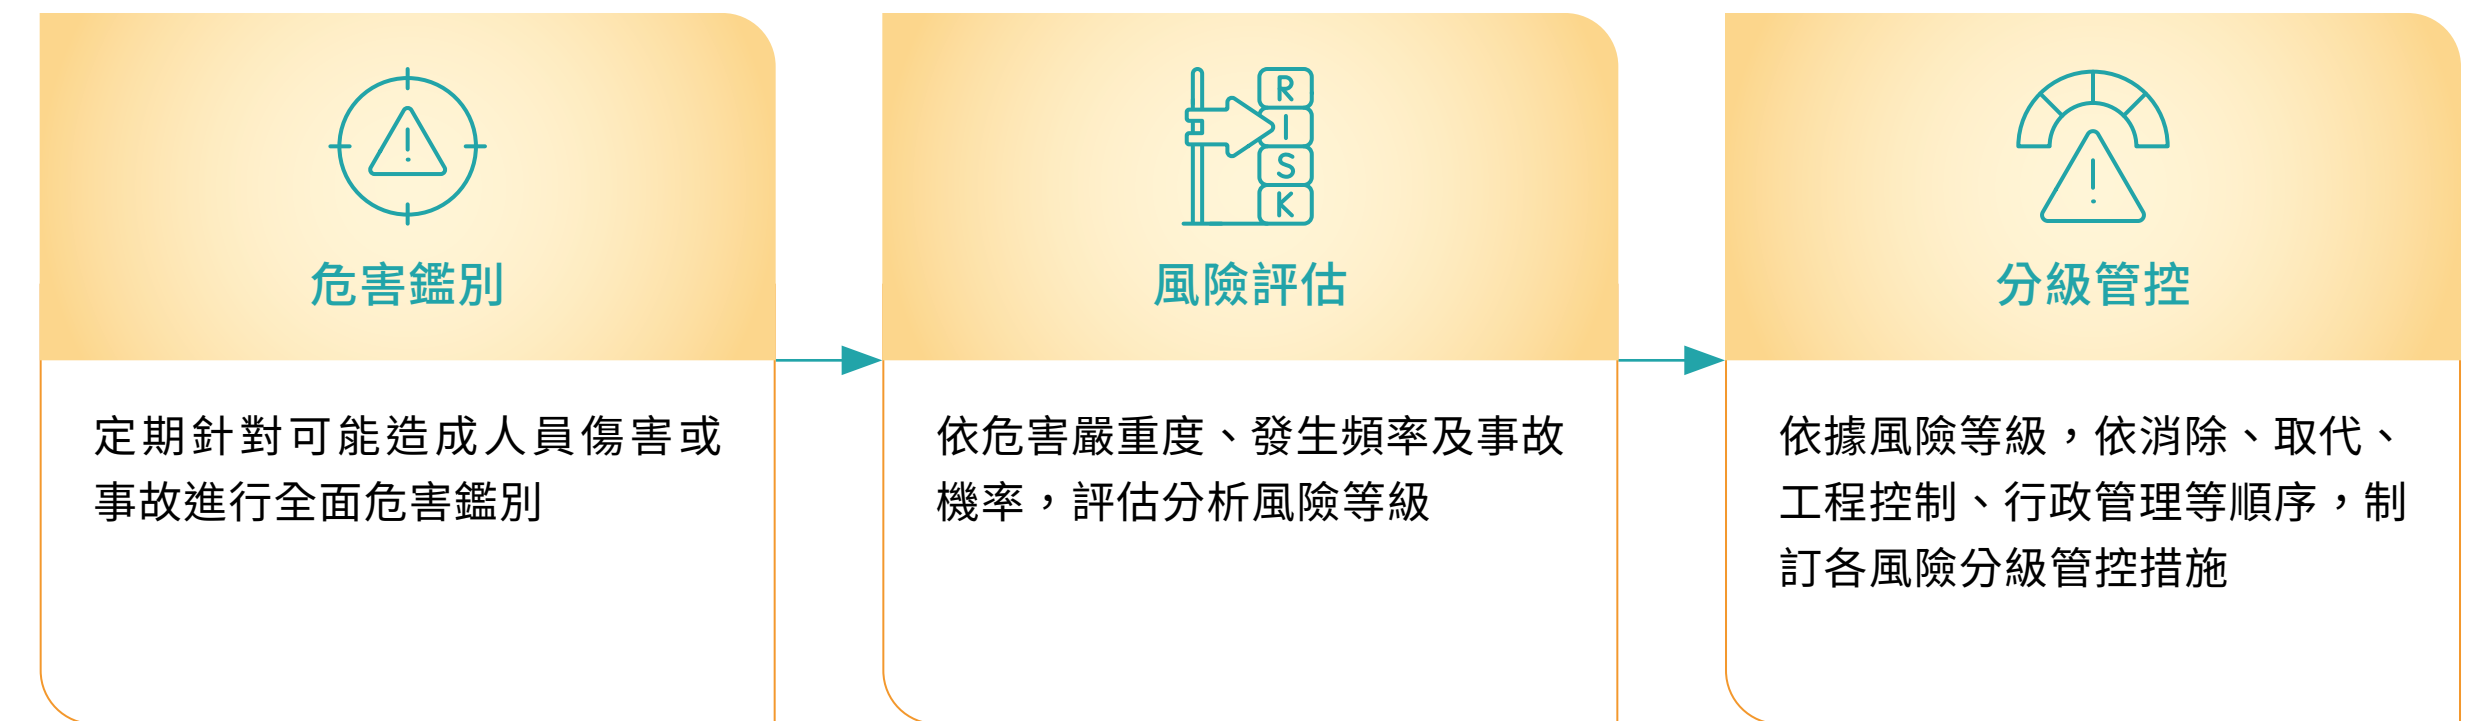 危害鑑別
定期針對可能造成人員傷害或
事故進行全面危害鑑別
R
I
S
K
風險評估
依危害嚴重度、發生頻率及事故
機率，評估分析風險等級
分級管控
依據風險等級，依消除、取代、
工程控制、行政管理等順序，制
訂各風險分級管控措施